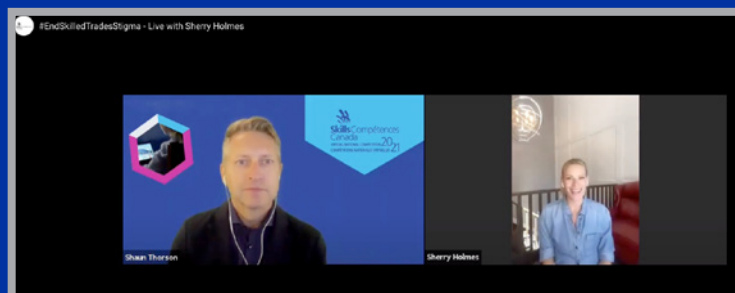 #EndSkilledTradesStigma - Live with Sherry Holmes
Skills Compétences
Canada
2021
Shaun Thorson
Sherry Holmes